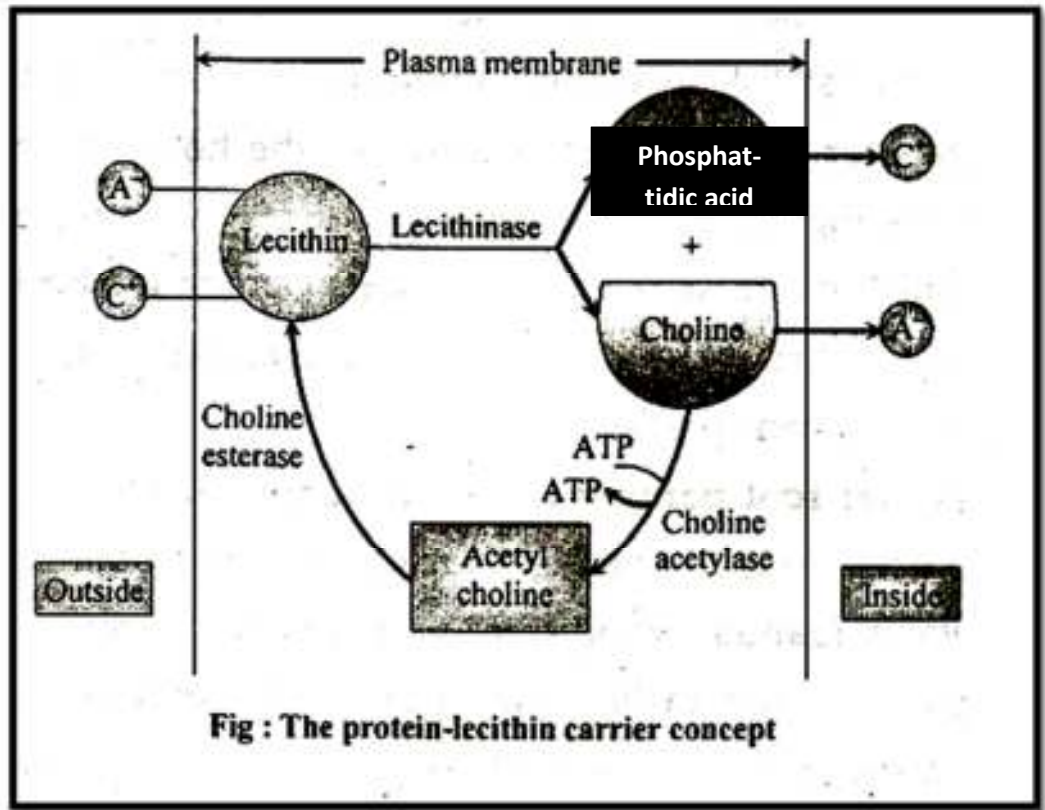 Plasma membrane
Phosphat-
tidic acid
C⁺
A⁻
Lecithin
Lecithinase
+
C⁺
Choline
A⁻
Choline
esterase
ATP
ATP
Choline
acetylase
Acetyl
choline
Outside
Inside
Fig : The protein-lecithin carrier concept